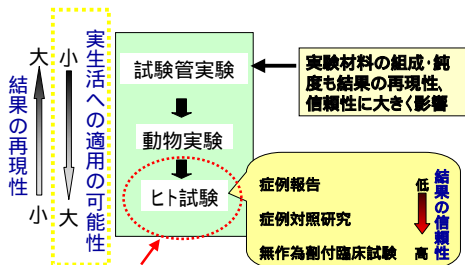 大
小
結果の再現性
小
大
実生活への適用の可能性
試験管実験
動物実験
ヒト試験
実験材料の組成・純
度も結果の再現性、
信頼性に大きく影響
症例報告
症例対照研究
無作為割付臨床試験
低
高
結果の信頼性